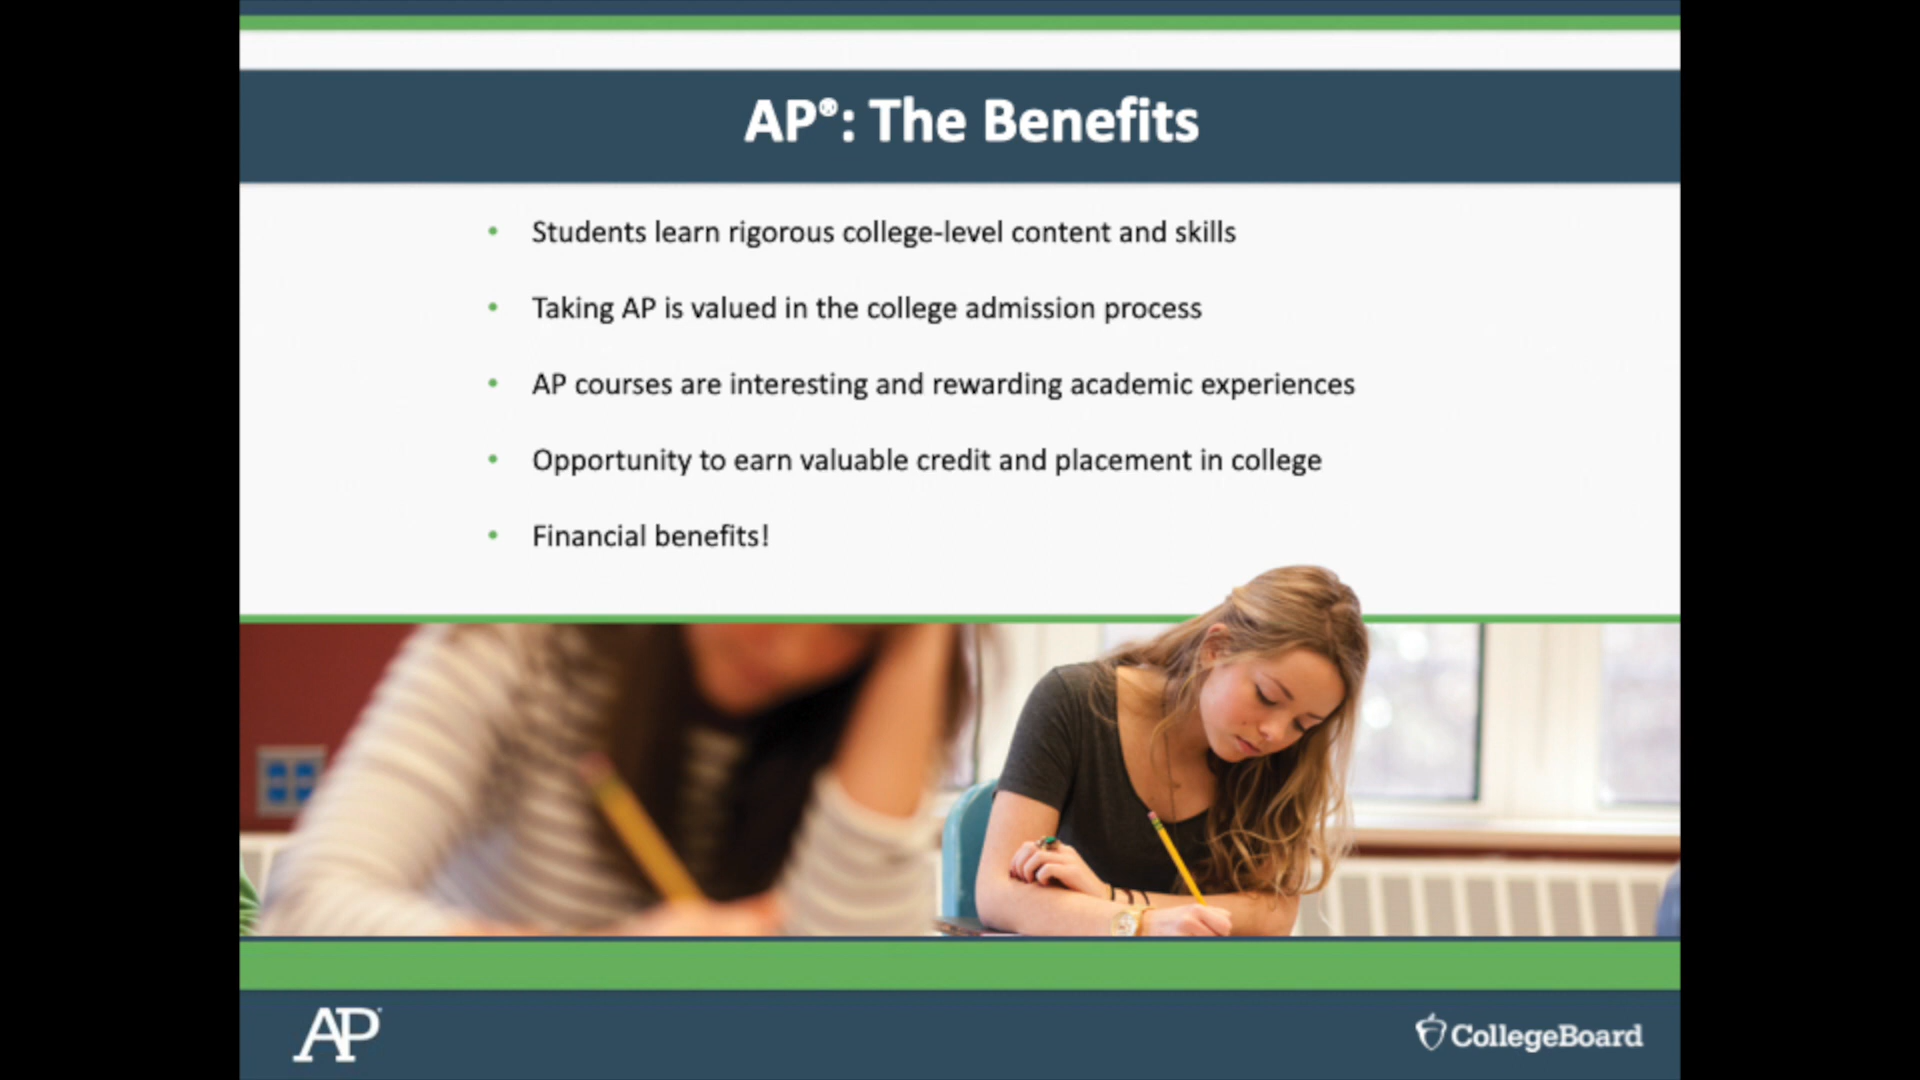 AP®: The Benefits
• Students learn rigorous college-level content and skills
• Taking AP is valued in the college admission process
• AP courses are interesting and rewarding academic experiences
• Opportunity to earn valuable credit and placement in college
• Financial benefits!
AP®
CollegeBoard